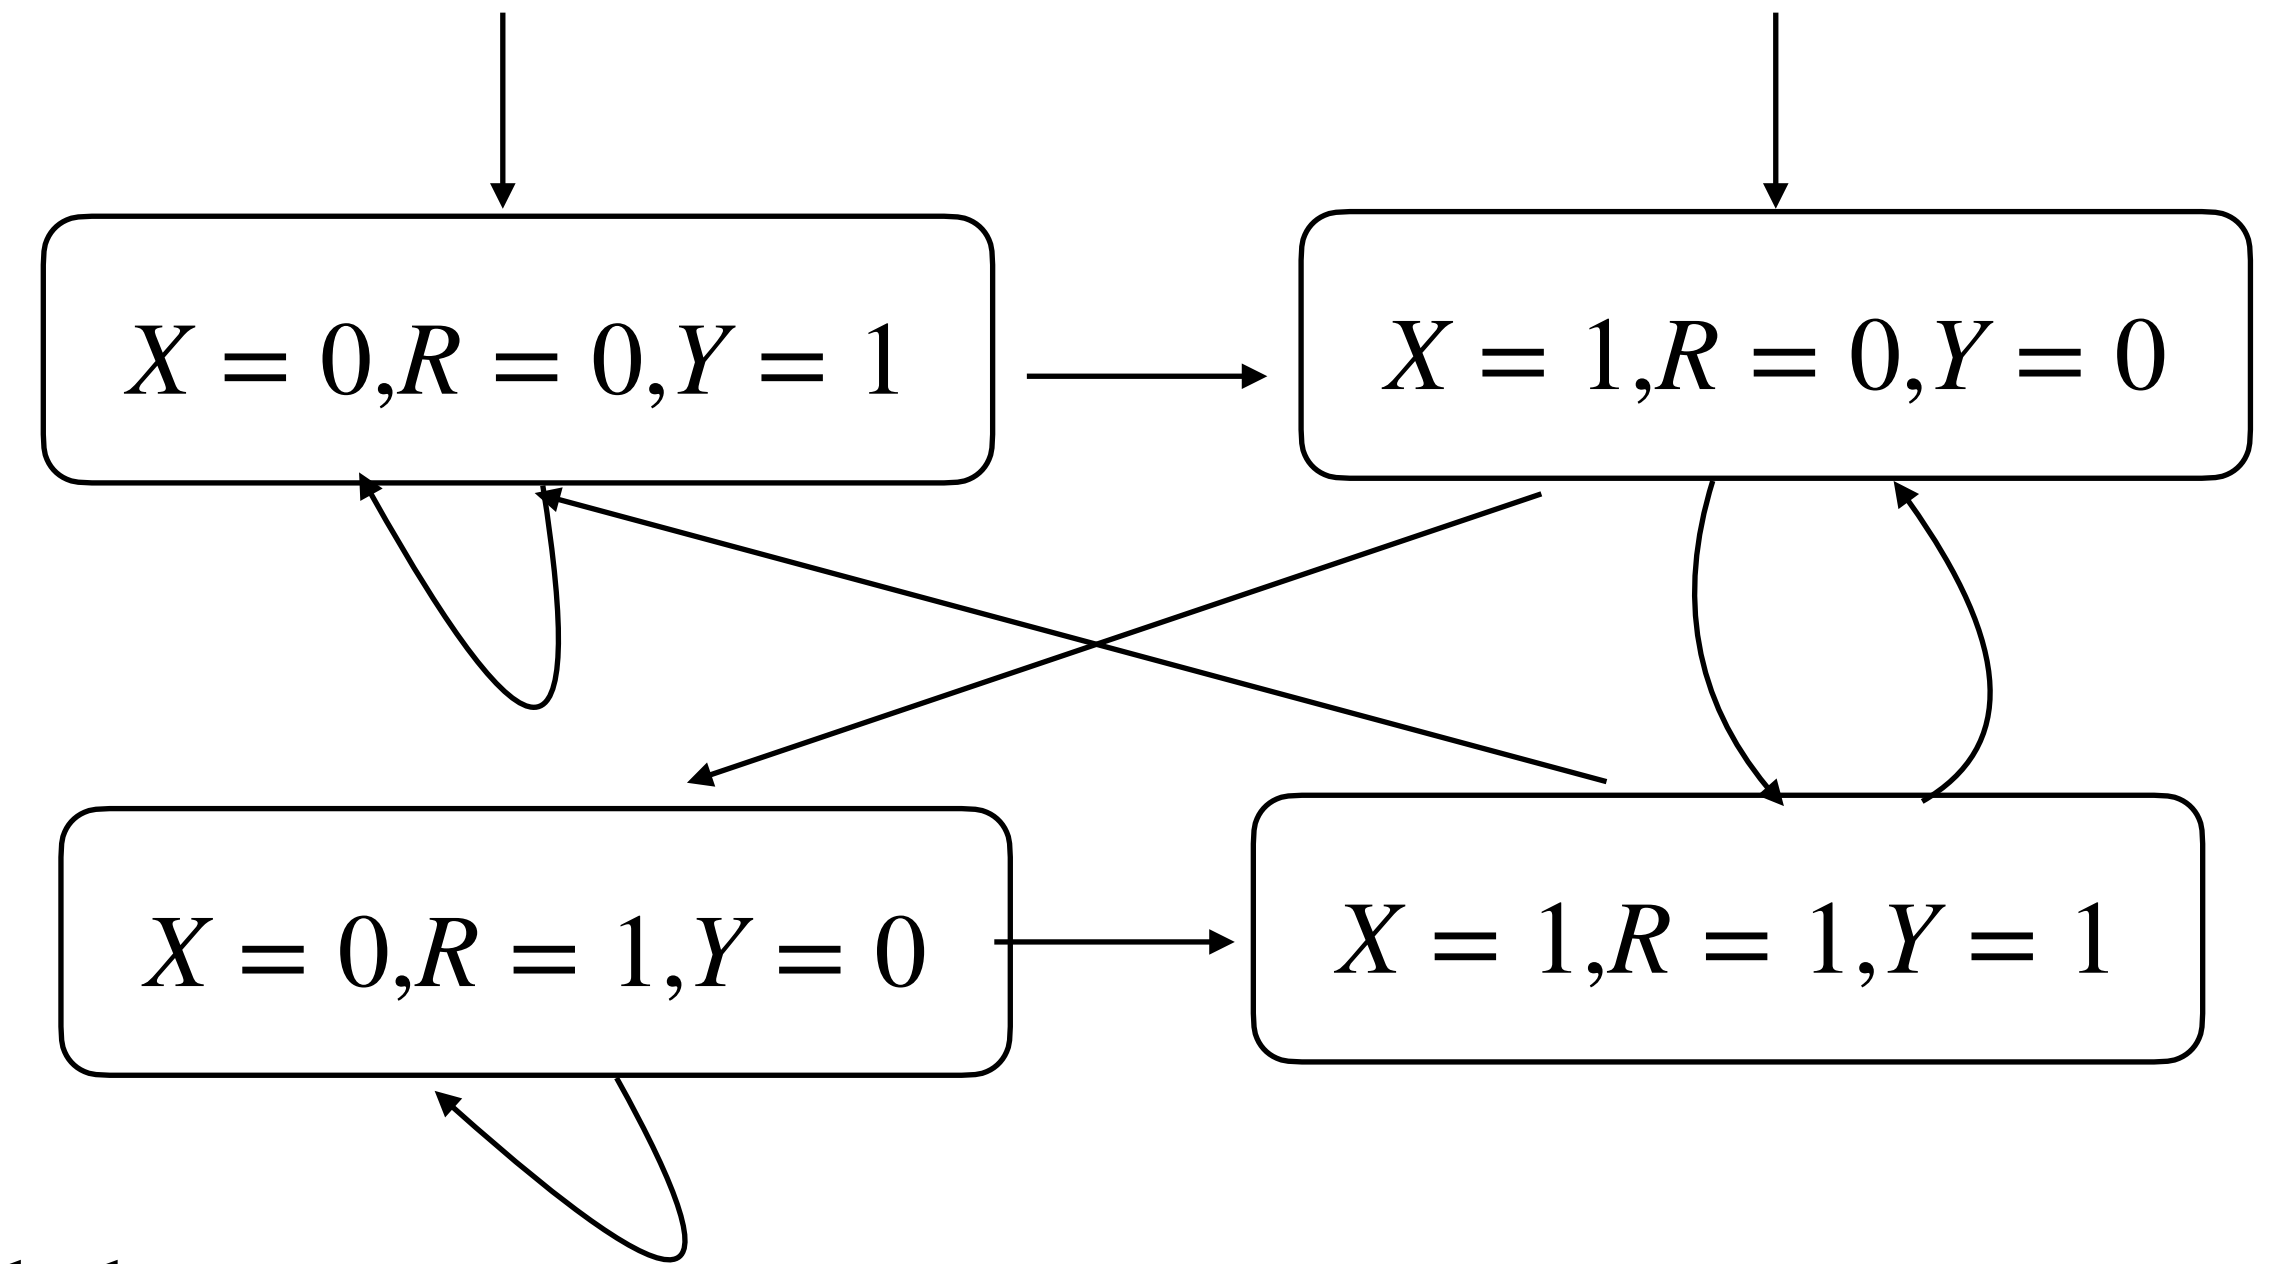 X = 0,R = 0,Y = 1
X = 1,R = 0,Y = 0
X = 0,R = 1,Y = 0
X = 1,R = 1,Y = 1